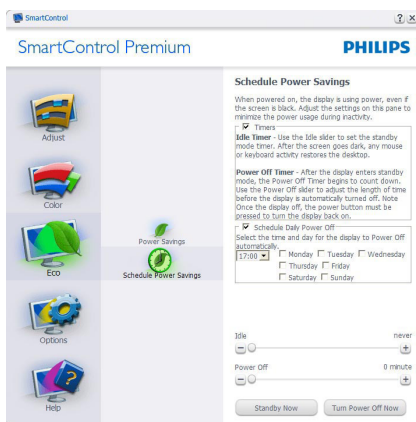 SmartControl
SmartControl Premium
PHILIPS
Adjust
Color
Eco
Options
Help
Power Savings
Schedule Power Savings
Schedule Power Savings
When powered on, the display is using power, even if
the screen is black. Adjust the settings on this pane to
minimize the power usage during inactivity.
Timers
Idle Timer - Use the Idle slider to set the standby
mode timer. After the screen goes dark, any mouse
or keyboard activity restores the desktop.
Power Off Timer - After the display enters standby
mode, the Power Off Timer begins to count down.
Use the Power Off slider to adjust the length of time
before the display is automatically turned off. Note
Once the display off, the power button must be
pressed to turn the display back on.
Schedule Daily Power Off
Select the time and day for the display to Power Off
automatically.
17:00 Monday Tuesday Wednesday
Thursday Friday
Saturday Sunday
Idle never
Power Off 0 minute
Standby Now Turn Power Off Now